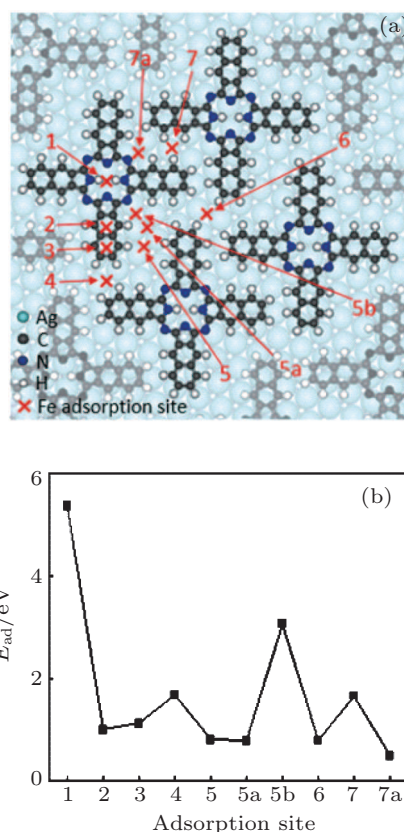 (a)
7a 7
1
6
2
3
4
5b
5a
5
Ag
C
N
H
Fe adsorption site
(b)
6
4
2
0
E_ad/eV
1 2 3 4 5 5a 5b 6 7 7a
Adsorption site